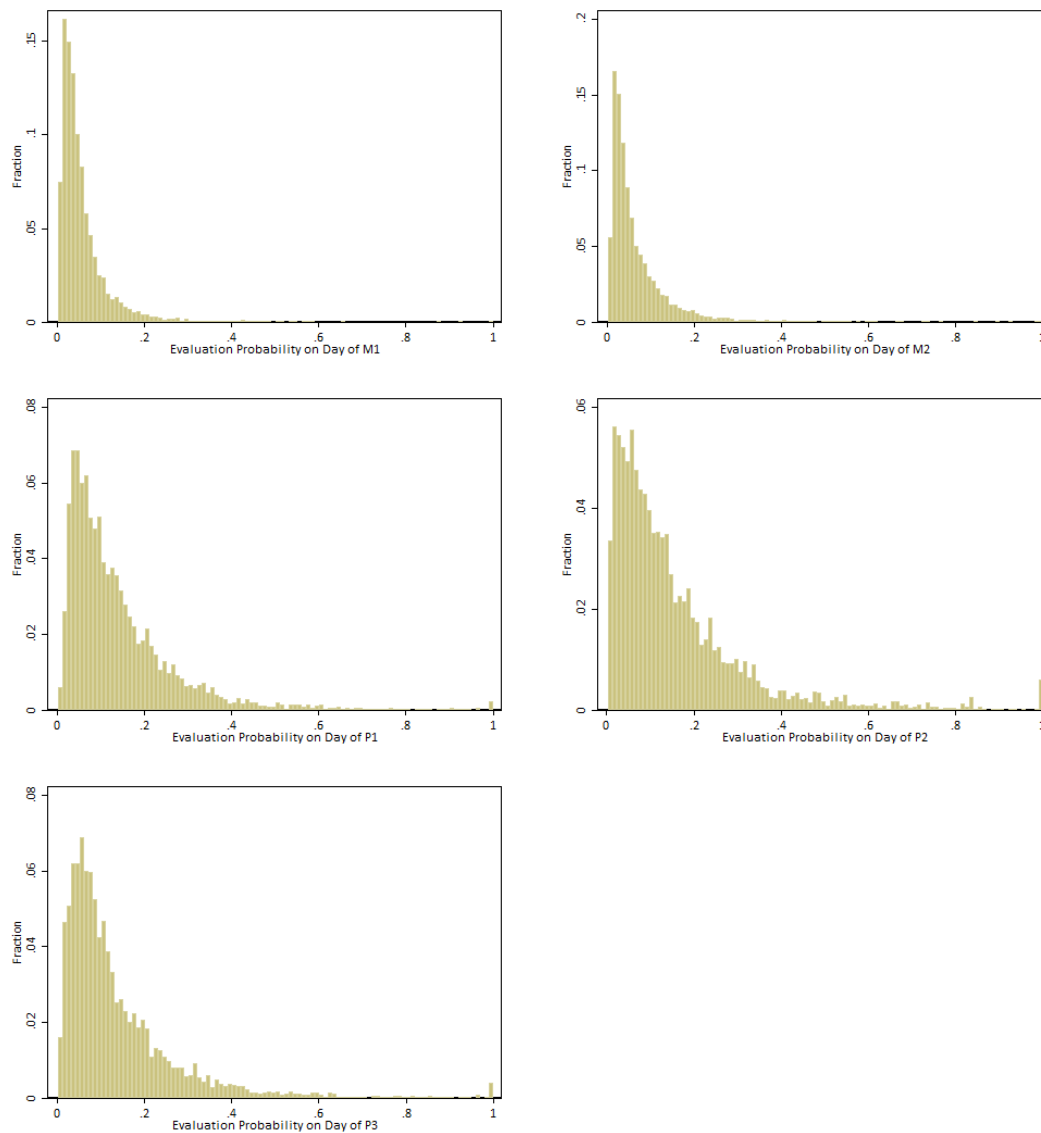 .15
.1
.05
0
Fraction
0 .2 .4 .6 .8 1
Evaluation Probability on Day of M1
.2
.15
.1
.05
0
Fraction
0 .2 .4 .6 .8
Evaluation Probability on Day of M2
.08
.06
.04
.02
0
Fraction
0 .2 .4 .6 .8 1
Evaluation Probability on Day of P1
.06
.04
.02
0
Fraction
0 .2 .4 .6 .8
Evaluation Probability on Day of P2
.08
.06
.04
.02
0
Fraction
0 .2 .4 .6 .8 1
Evaluation Probability on Day of P3